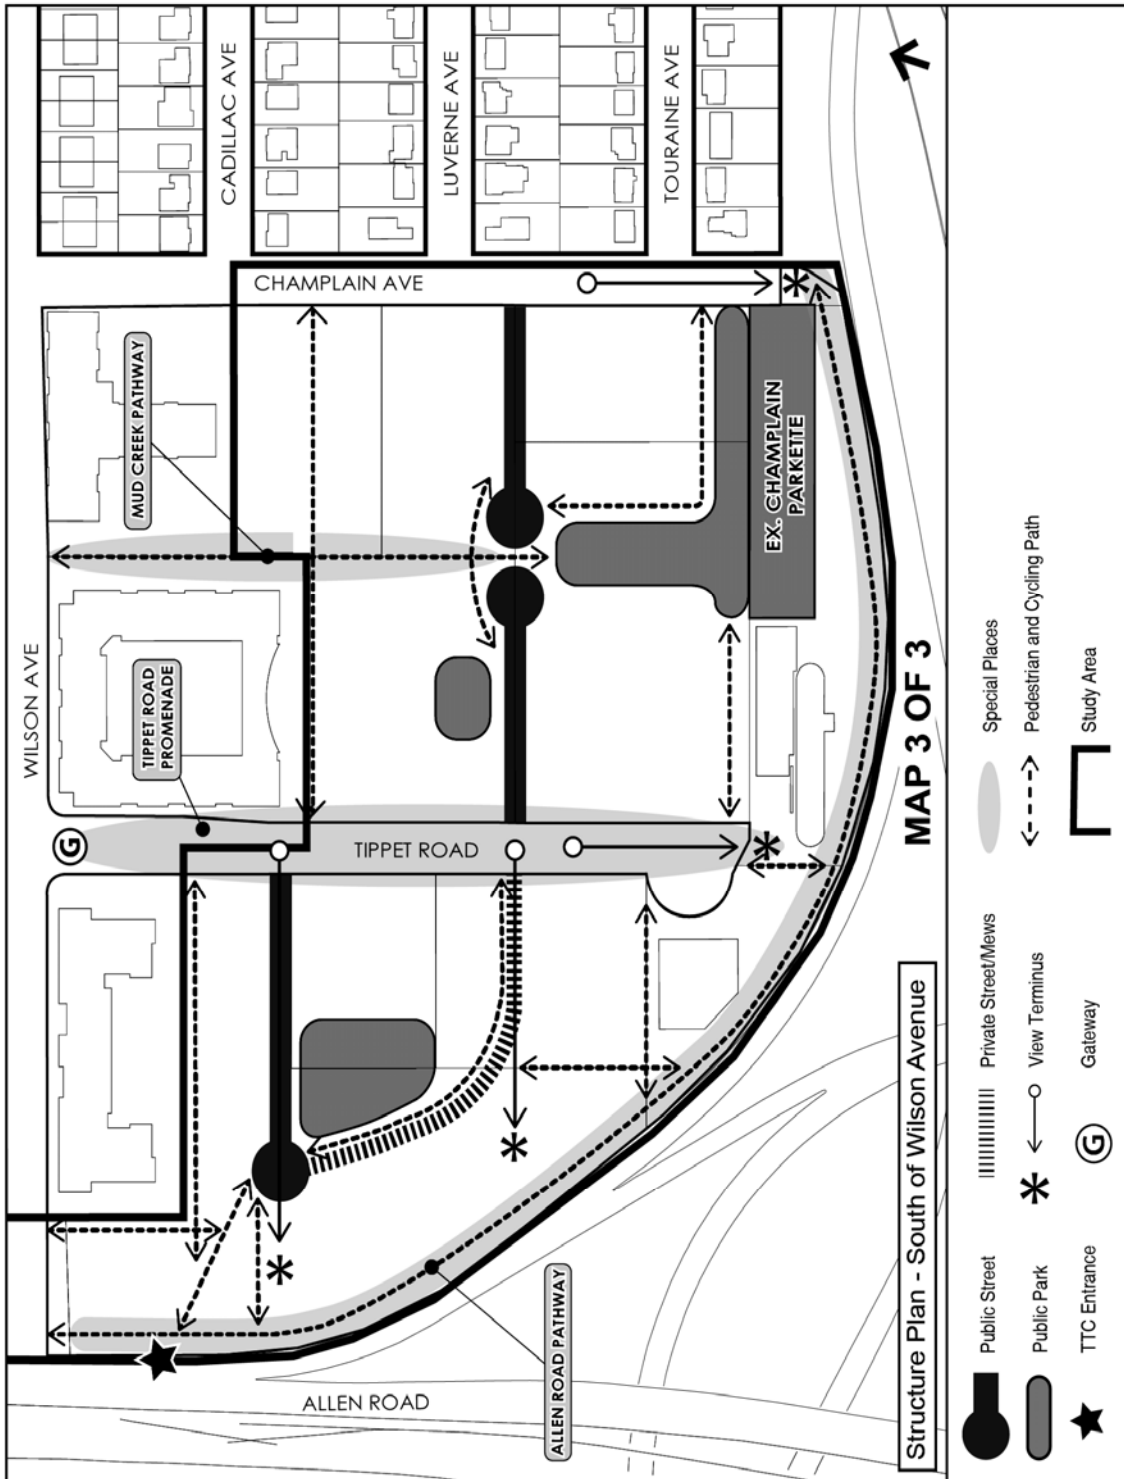 CADILLAC AVE
LUVERNE AVE
TOURAINE AVE
CHAMPLAIN AVE
MUD CREEK PATHWAY
EX. CHAMPLAIN
PARKETTE
WILSON AVE
TIPPET ROAD
PROMENADE
G
TIPPET ROAD
ALLEN ROAD PATHWAY
ALLEN ROAD
MAP 3 OF 3
Structure Plan - South of Wilson Avenue
Public Street
Private Street/Mews
Special Places
Public Park
View Terminus
Pedestrian and Cycling Path
TTC Entrance
G
Gateway
Study Area